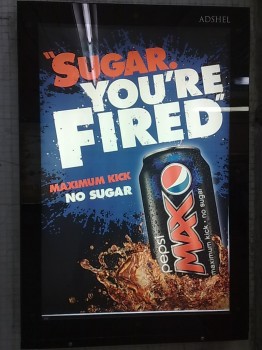 ADSHEL
"SUGAR.
YOU'RE
FIRED"
MAXIMUM KICK
NO SUGAR
pepsi
MAX
maximum kick · no sugar